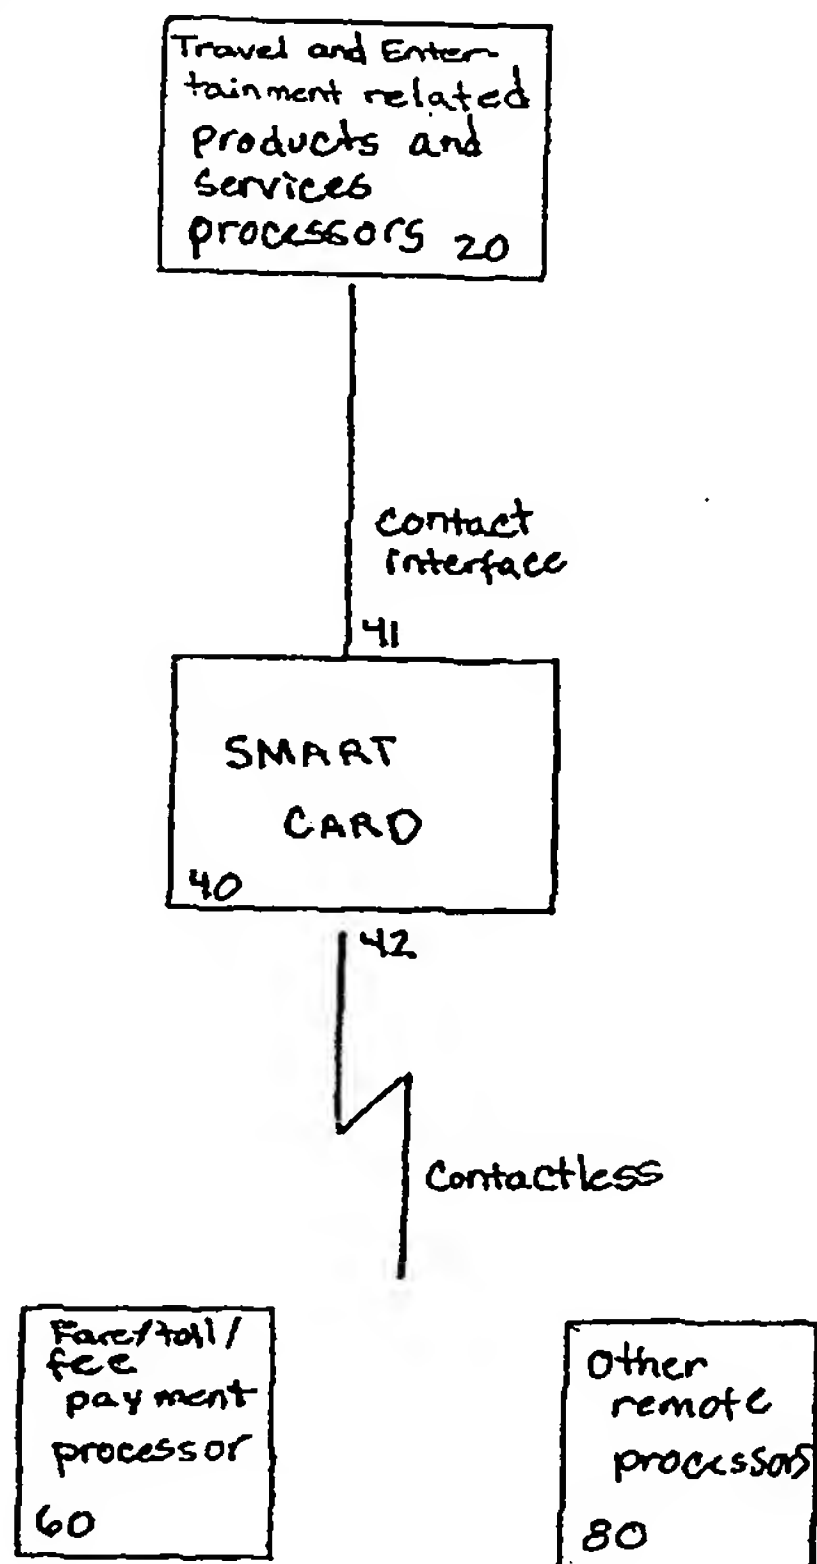 Travel and Enter-
tainment related
products and
services
processors 20
contact
interface
41
SMART
CARD
40
42
Contactless
Fare/toll/
fee
payment
processor
60
Other
remote
processors
80